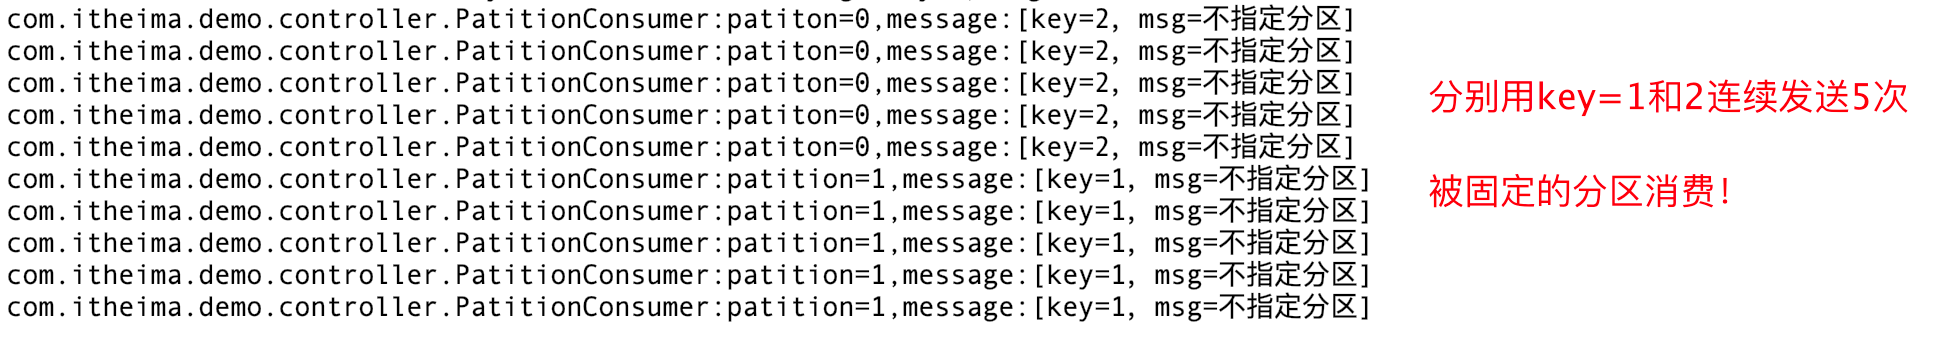 com.itheima.demo.controller.PatitionConsumer:patiton=0,message:[key=2, msg=不指定分区]
com.itheima.demo.controller.PatitionConsumer:patiton=0,message:[key=2, msg=不指定分区]
com.itheima.demo.controller.PatitionConsumer:patiton=0,message:[key=2, msg=不指定分区]
com.itheima.demo.controller.PatitionConsumer:patiton=0,message:[key=2, msg=不指定分区]
com.itheima.demo.controller.PatitionConsumer:patiton=0,message:[key=2, msg=不指定分区]
com.itheima.demo.controller.PatitionConsumer:patition=1,message:[key=1, msg=不指定分区]
com.itheima.demo.controller.PatitionConsumer:patition=1,message:[key=1, msg=不指定分区]
com.itheima.demo.controller.PatitionConsumer:patition=1,message:[key=1, msg=不指定分区]
com.itheima.demo.controller.PatitionConsumer:patition=1,message:[key=1, msg=不指定分区]
com.itheima.demo.controller.PatitionConsumer:patition=1,message:[key=1, msg=不指定分区]
分别用key=1和2连续发送5次
被固定的分区消费!